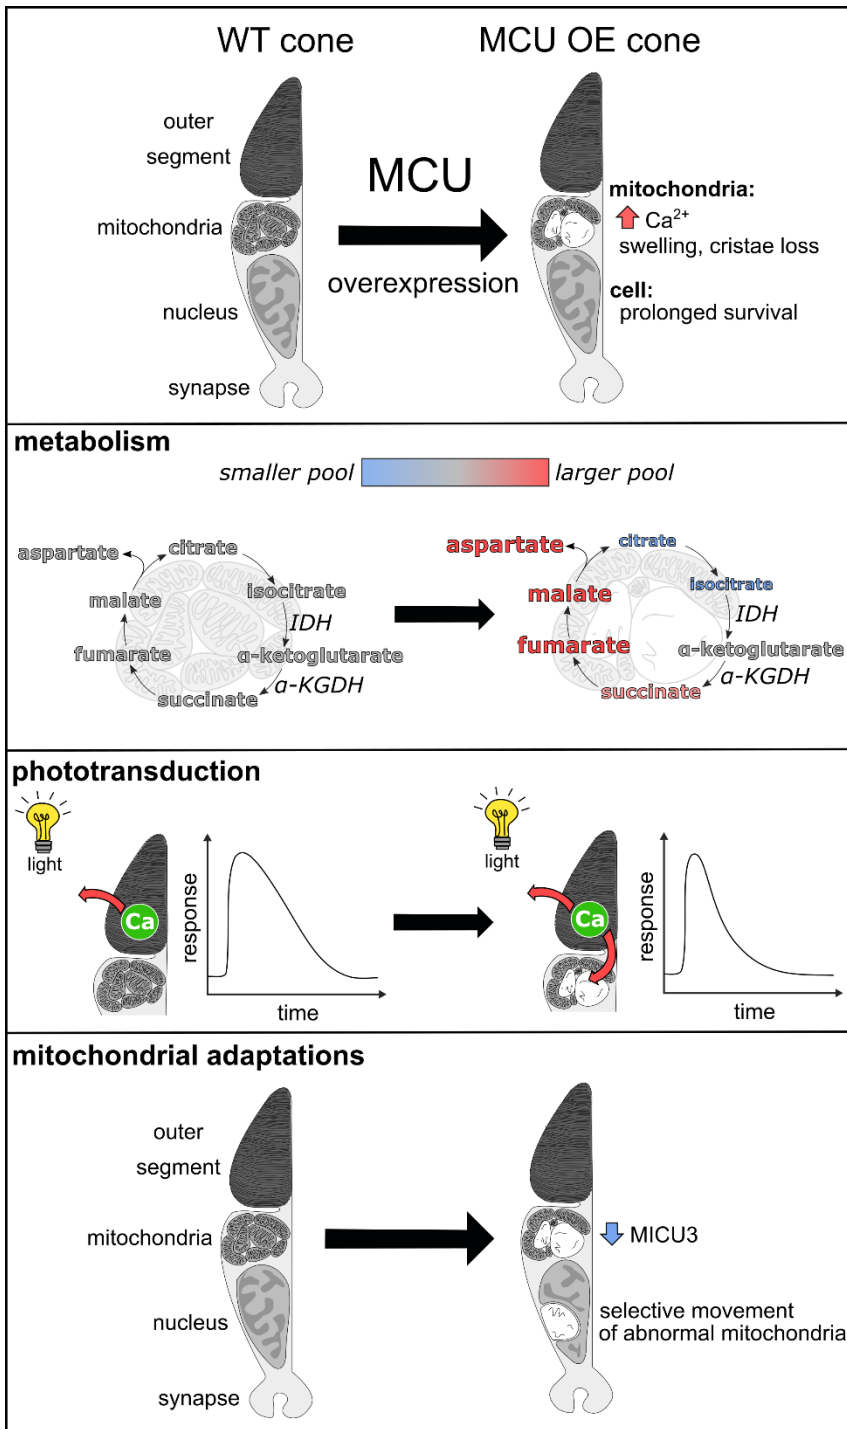 WT cone
MCU OE cone
outer
segment
mitochondria
nucleus
synapse
MCU
overexpression
mitochondria:
Ca²⁺
swelling, cristae loss
cell:
prolonged survival
metabolism
smaller pool
larger pool
aspartate
citrate
isocitrate
IDH
α-ketoglutarate
α-KGDH
succinate
fumarate
malate
aspartate
citrate
isocitrate
IDH
α-ketoglutarate
α-KGDH
succinate
fumarate
malate
phototransduction
light
Ca
response
time
light
Ca
response
time
mitochondrial adaptations
outer
segment
mitochondria
nucleus
synapse
MICU3
selective movement
of abnormal mitochondria